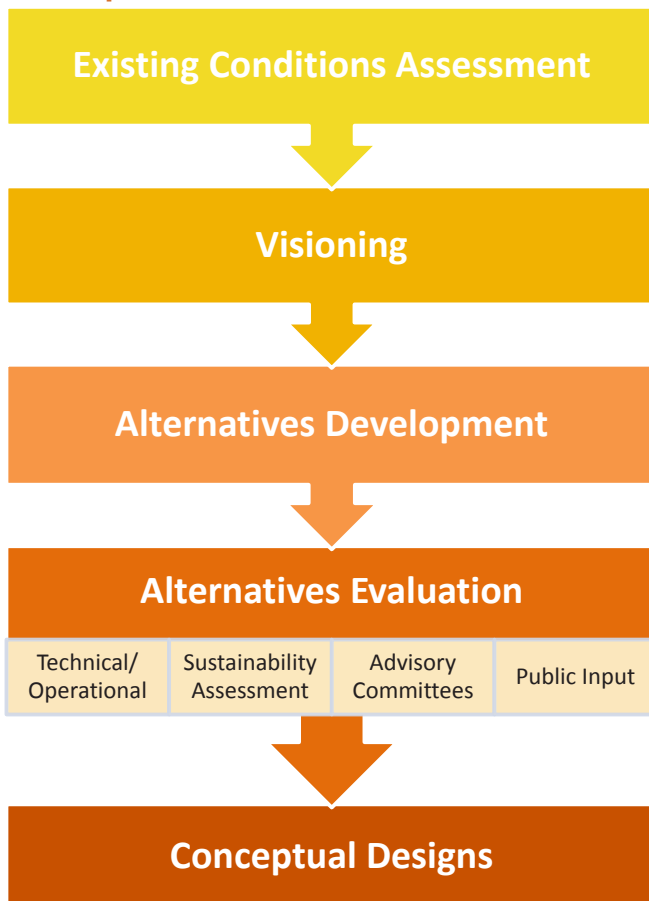 Existing Conditions Assessment
Visioning
Alternatives Development
Alternatives Evaluation
Technical/
Operational
Sustainability
Assessment
Advisory
Committees
Public Input
Conceptual Designs